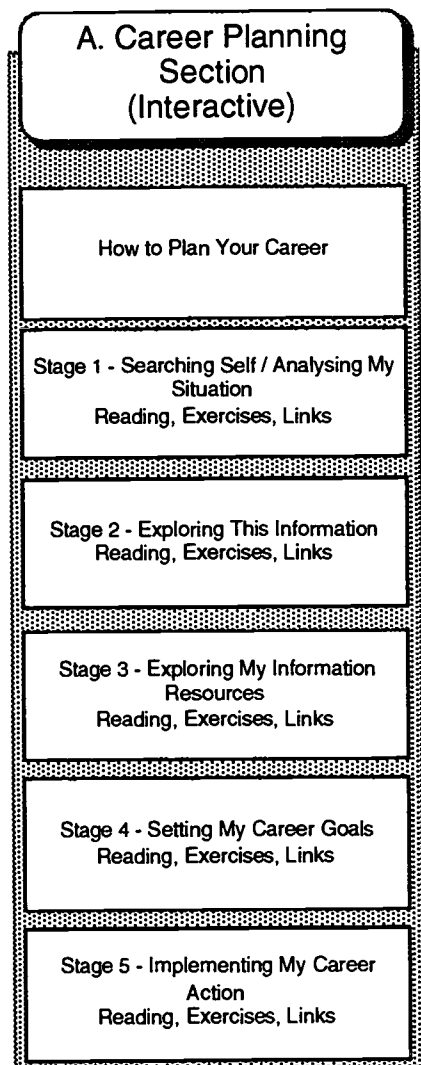 A. Career Planning
Section
(Interactive)
How to Plan Your Career
Stage 1 - Searching Self / Analysing My
Situation
Reading, Exercises, Links
Stage 2 - Exploring This Information
Reading, Exercises, Links
Stage 3 - Exploring My Information
Resources
Reading, Exercises, Links
Stage 4 - Setting My Career Goals
Reading, Exercises, Links
Stage 5 - Implementing My Career
Action
Reading, Exercises, Links